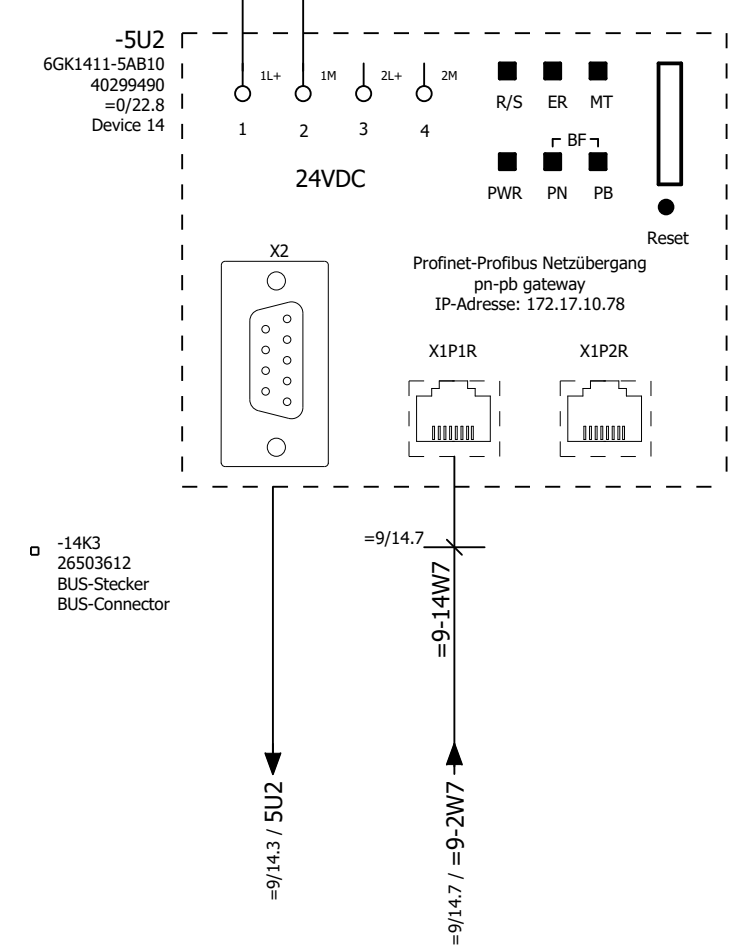 -5U2
6GK1411-5AB10
40299490
=0/22.8
Device 14
1L+ 1M 2L+ 2M
1 2 3 4
24VDC
R/S ER MT
BF
PWR PN PB
Reset
X2
Profinet-Profibus Netzübergang
pn-pb gateway
IP-Adresse: 172.17.10.78
X1P1R X1P2R
-14K3
26503612
BUS-Stecker
BUS-Connector
=9/14.7
=9-14W7
=9/14.3 / 5U2
=9/14.7 / =9-2W7